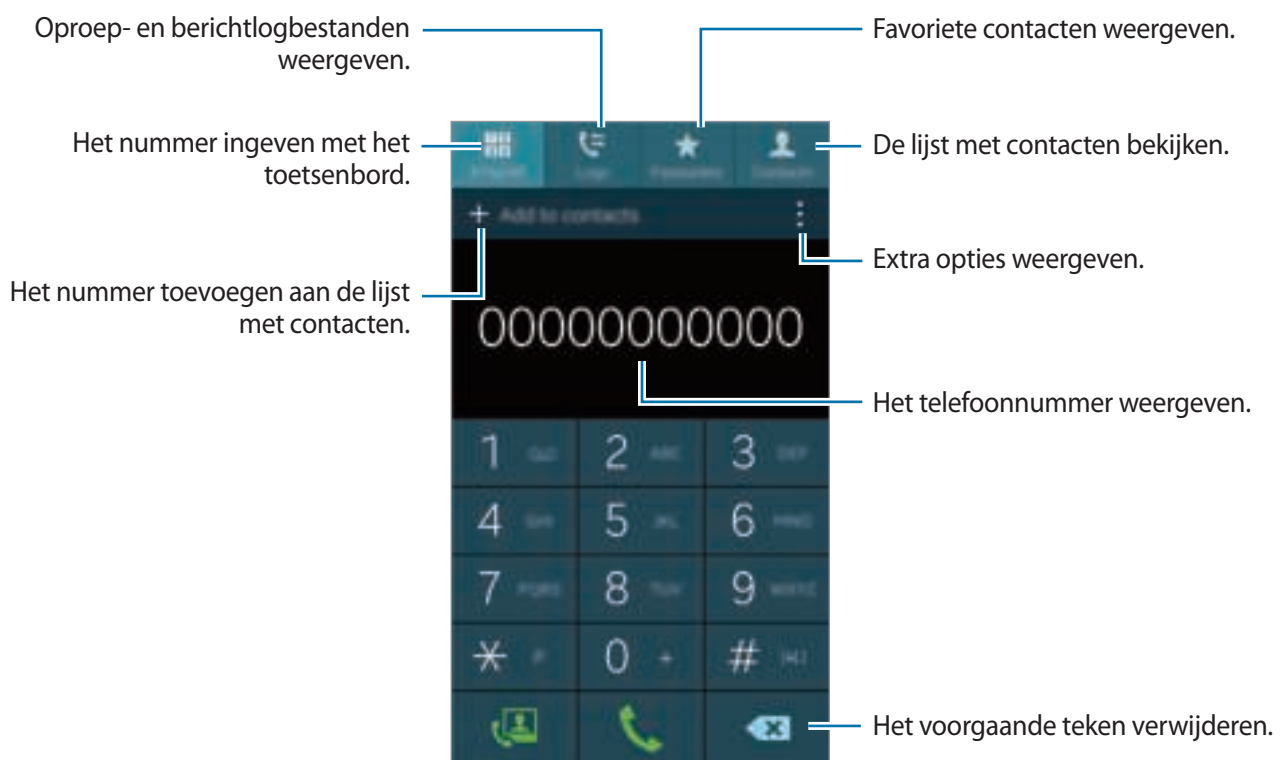 Oproep- en berichtlogbestanden
weergeven.
Favoriete contacten weergeven.
Het nummer ingeven met het
toetsenbord.
De lijst met contacten bekijken.
Add to contacts
Extra opties weergeven.
Het nummer toevoegen aan de lijst
met contacten.
00000000000
Het telefoonnummer weergeven.
1
2 ABC
3 DEF
4 GHI
5 JKL
6 MNO
7 PQRS
8 TUV
9 WXYZ
* P
0 +
#
Het voorgaande teken verwijderen.